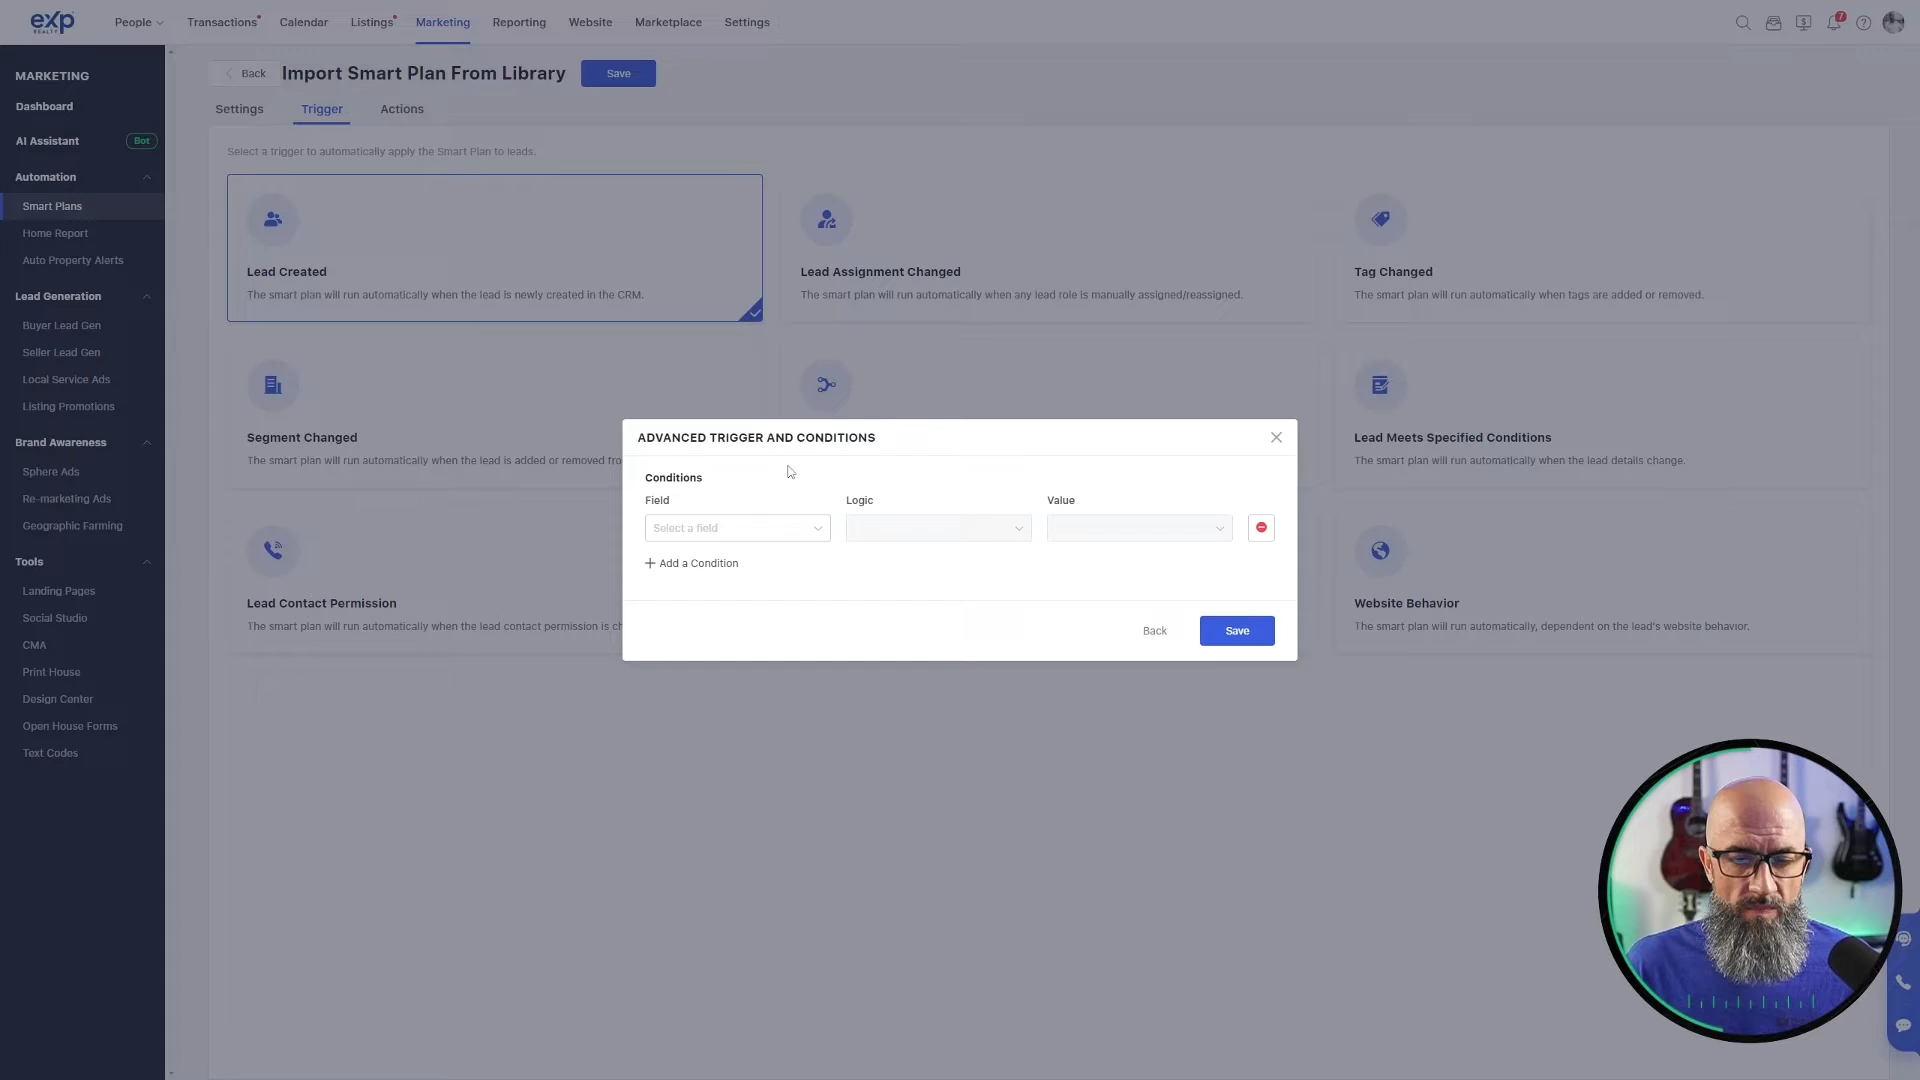 eXp
REALTY
People
Transactions
Calendar
Listings
Marketing
Reporting
Website
Marketplace
Settings
7
MARKETING
Dashboard
AI Assistant
Bot
Automation
Smart Plans
Home Report
Auto Property Alerts
Lead Generation
Buyer Lead Gen
Seller Lead Gen
Local Service Ads
Listing Promotions
Brand Awareness
Sphere Ads
Re-marketing Ads
Geographic Farming
Tools
Landing Pages
Social Studio
CMA
Print House
Design Center
Open House Forms
Text Codes
Back
Import Smart Plan From Library
Save
Settings
Trigger
Actions
Select a trigger to automatically apply the Smart Plan to leads.
Lead Created
The smart plan will run automatically when the lead is newly created in the CRM.
Lead Assignment Changed
The smart plan will run automatically when any lead role is manually assigned/reassigned.
Tag Changed
The smart plan will run automatically when tags are added or removed.
Segment Changed
The smart plan will run automatically when the lead is added or removed fro
Lead Meets Specified Conditions
The smart plan will run automatically when the lead details change.
Lead Contact Permission
The smart plan will run automatically when the lead contact permission is ch
Website Behavior
The smart plan will run automatically, dependent on the lead's website behavior.
ADVANCED TRIGGER AND CONDITIONS
Conditions
Field
Logic
Value
Select a field
+ Add a Condition
Back
Save